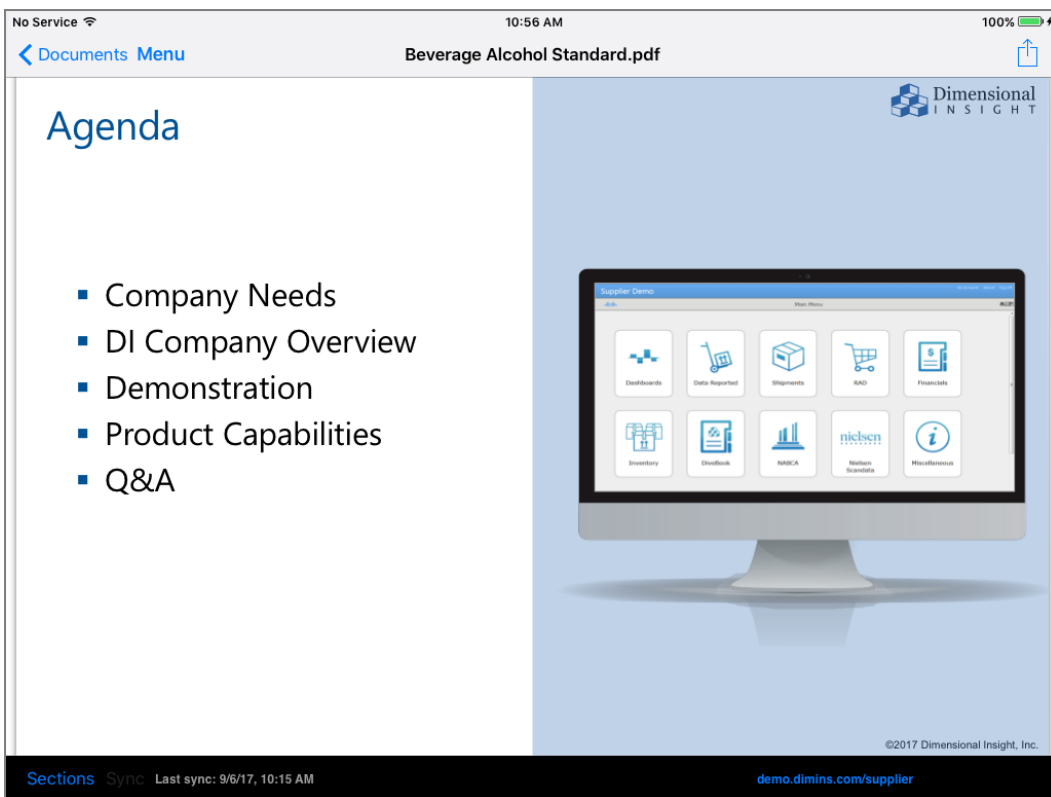 No Service
10:56 AM
100%
Documents Menu
Beverage Alcohol Standard.pdf
Dimensional
INSIGHT
Agenda
Company Needs
DI Company Overview
Demonstration
Product Capabilities
Q&A
Supplier Demo
Main Menu
Dashboards
Data Reported
Shipments
RAD
Financials
nielsen
Inventory
DiveBook
NABCA
Nielsen
Scandata
Miscellaneous
©2017 Dimensional Insight, Inc.
Sections Sync Last sync: 9/6/17, 10:15 AM
demo.dimins.com/supplier